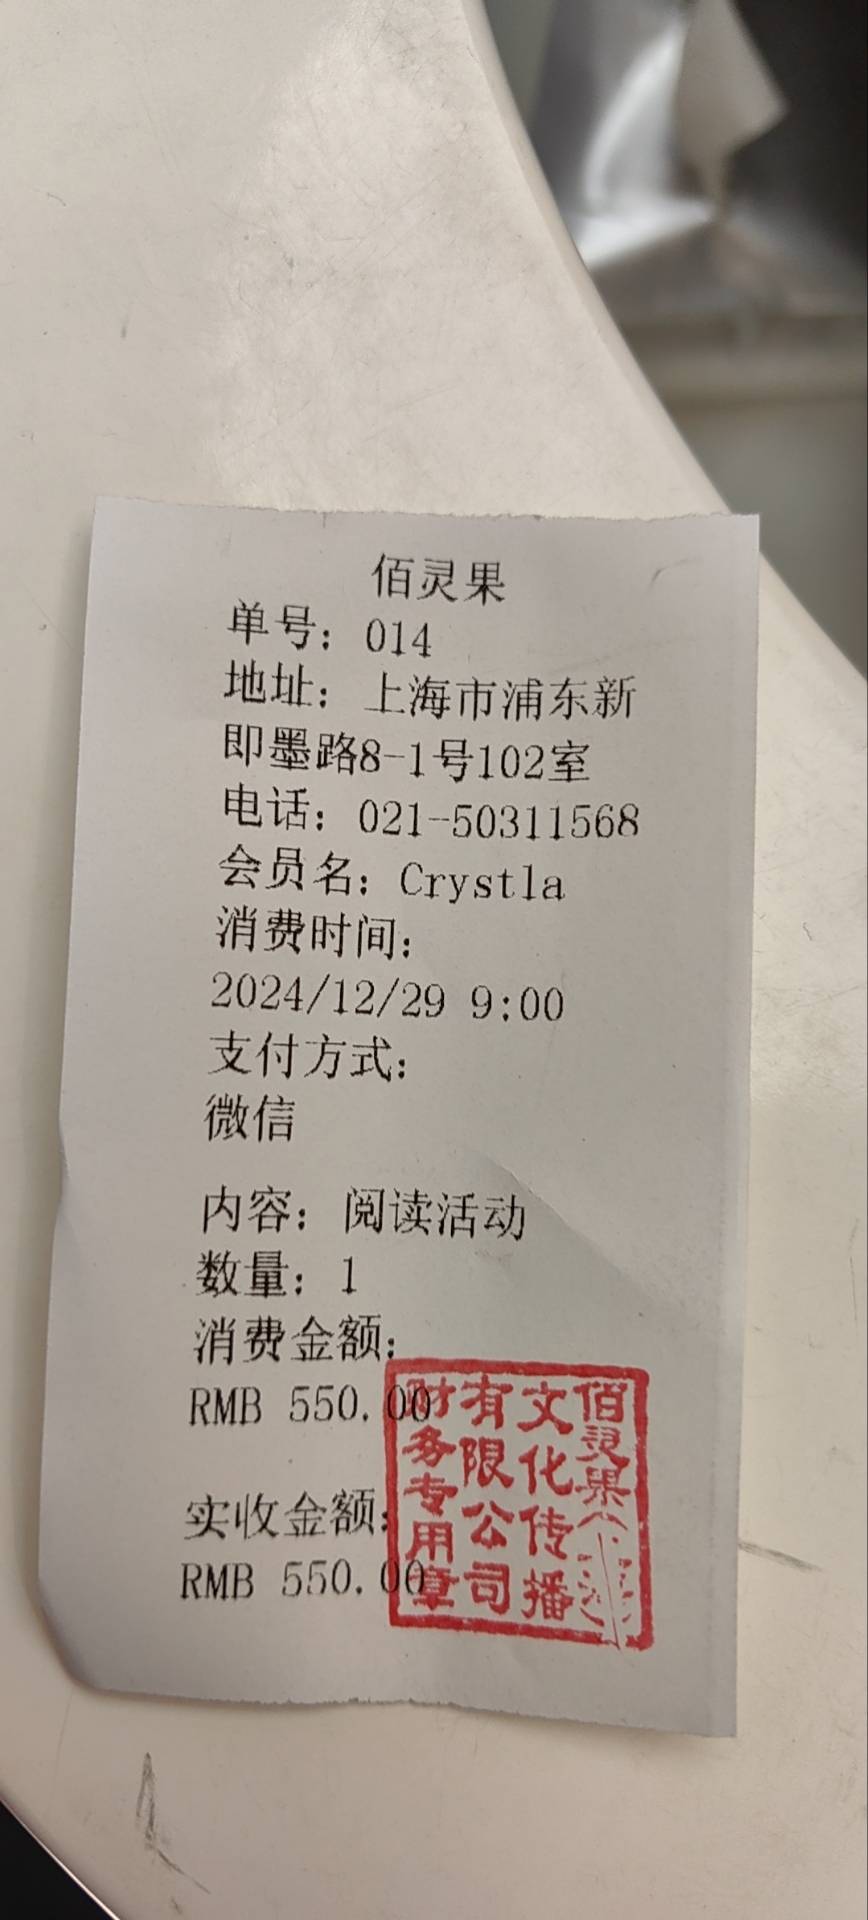 佰灵果
单号：014
地址：上海市浦东新
即墨路8-1号102室
电话：021-50311568
会员名：Crystla
消费时间：
2024/12/29 9:00
支付方式：
微信
内容：阅读活动
数量：1
消费金额：
RMB 550.00
实收金额：
RMB 550.00
佰灵果
文化传播
有限公司
财务专用章